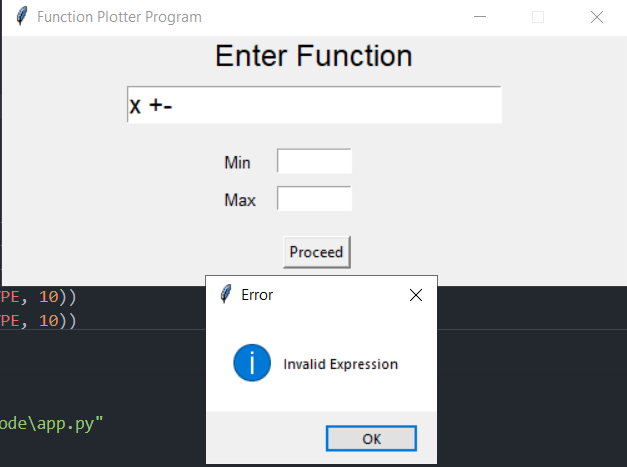 Function Plotter Program
Enter Function
x +-
Min
Max
Proceed
PE, 10))
PE, 10))
Error
Invalid Expression
ode\app.py"
OK